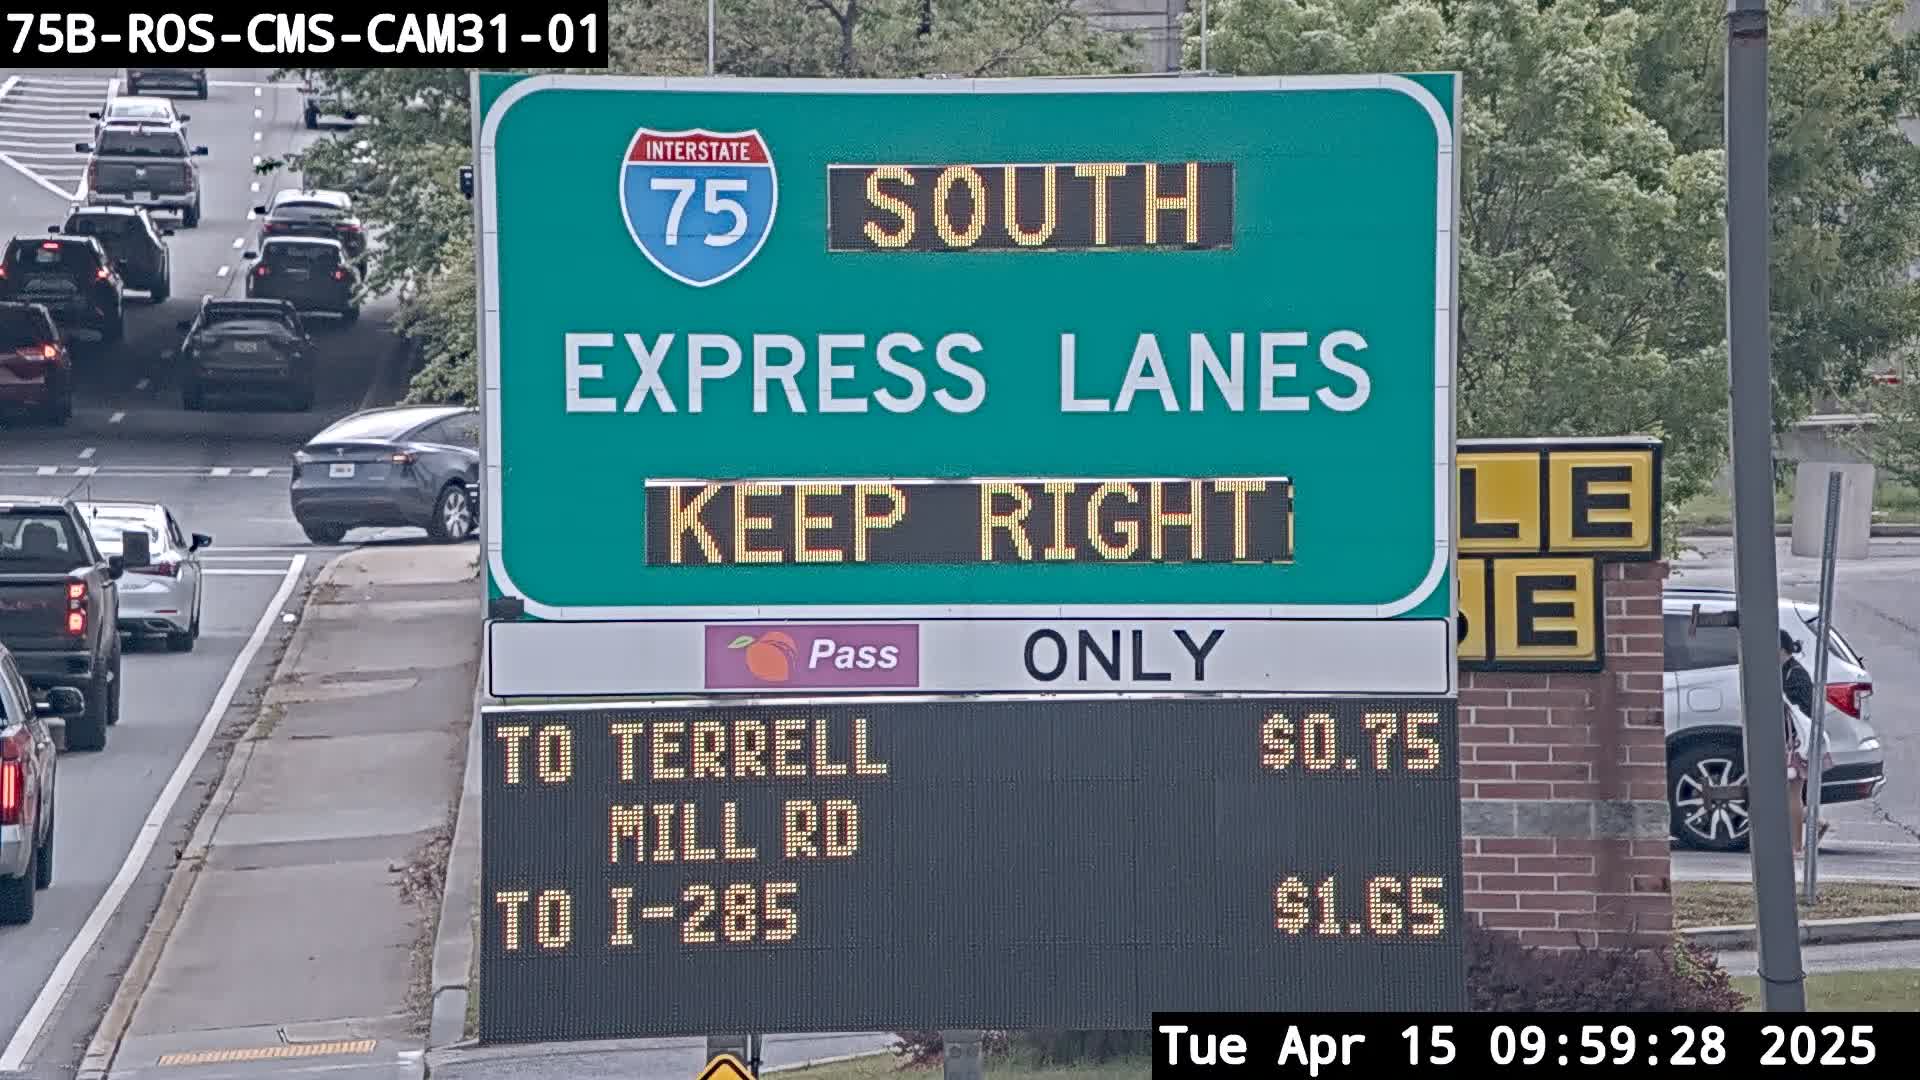 75B-ROS-CMS-CAM31-01
INTERSTATE
75
SOUTH
EXPRESS LANES
KEEP RIGHT
Pass ONLY
TO TERRELL $0.75
MILL RD
TO I-285 $1.65
LE
E
Tue Apr 15 09:59:28 2025